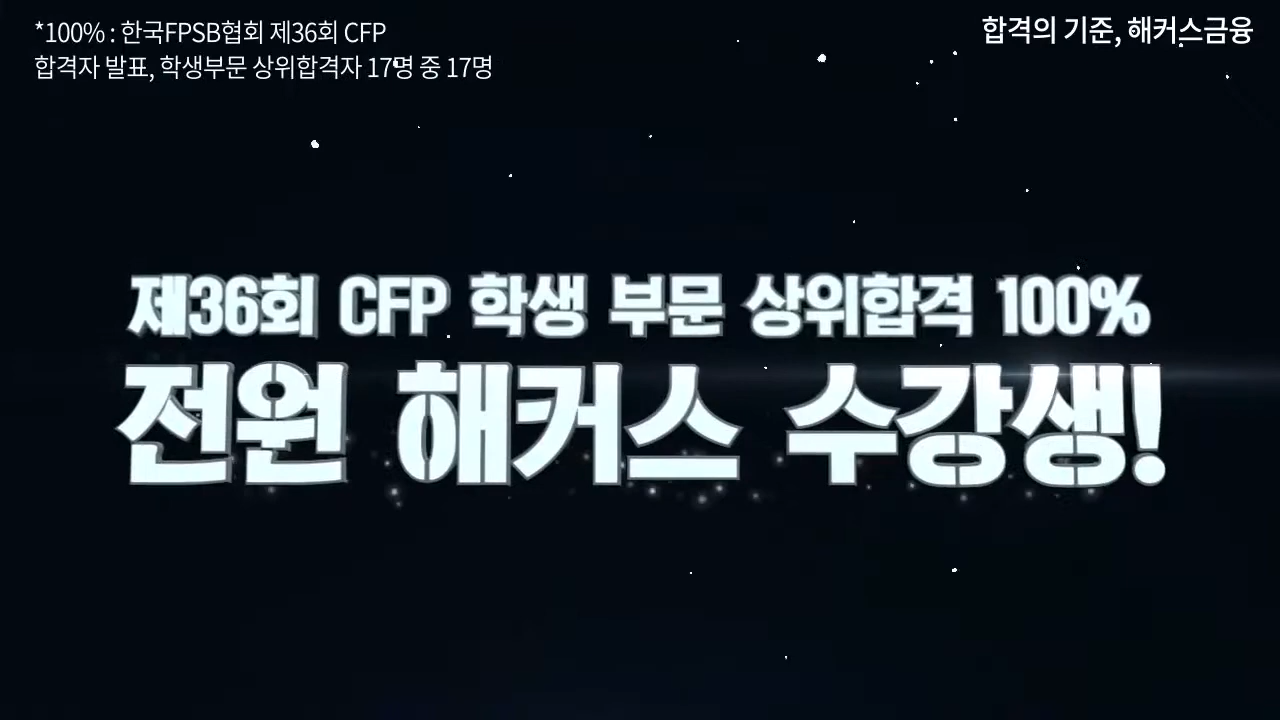 *100% : 한국FPSB협회 제36회 CFP
합격자 발표, 학생부문 상위합격자 17명 중 17명
합격의 기준, 해커스금융
제36회 CFP 학생 부문 상위합격 100%
전원 해커스 수강생!